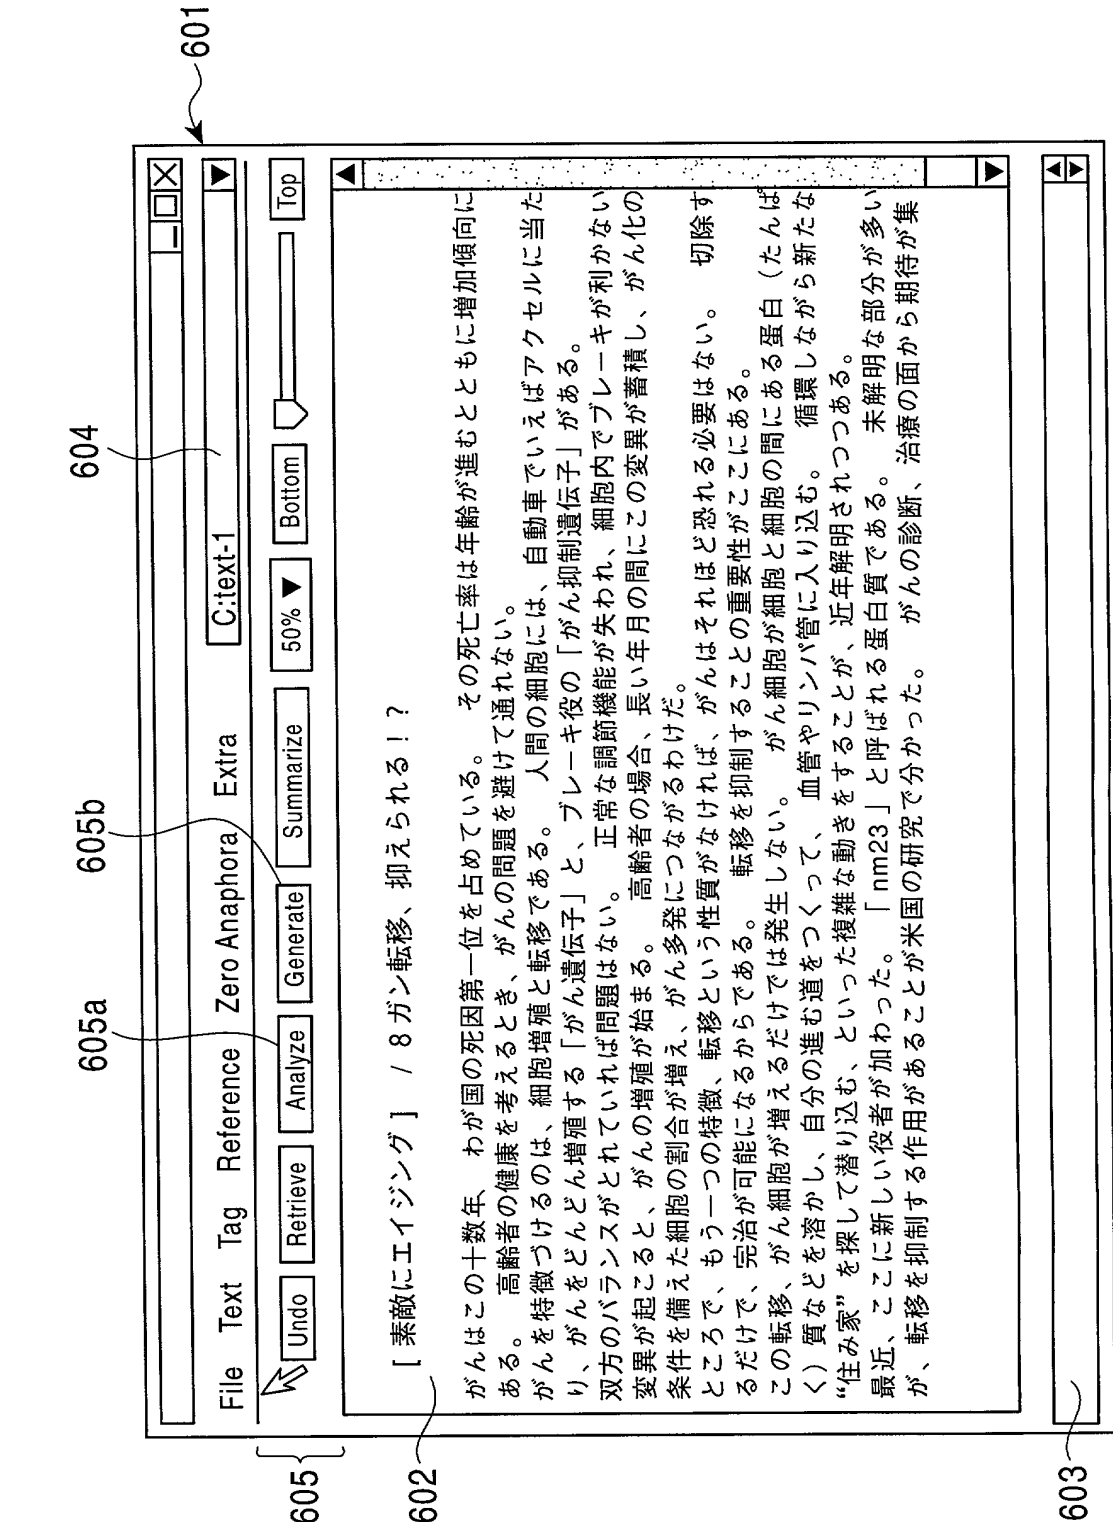 601
604
605b
605a
File Text Tag Reference Zero Anaphora Extra
C:text-1
Undo Retrieve Analyze Generate Summarize 50% ▼ Bottom Top
605
602
[ 素敵にエイジング ] / 8ガン転移、抑えられる!?
がんはこの十数年、わが国の死因第一位を占めている。 その死亡率は年齢が進むとともに増加傾向に
ある。 高齢者の健康を考えるとき、がんの問題を避けて通れない。
がんを特徴づけるのは、細胞増殖と転移である。 人間の細胞には、自動車でいえばアクセルに当た
り、がんをどんどん増殖する「がん遺伝子」と、ブレーキ役の「がん抑制遺伝子」がある。
双方のバランスがとれていれば問題はない。 正常な調節機能が失われ、細胞内でブレーキが利かない
変異が起こると、がんの増殖が始まる。 高齢者の場合、長い年月の間にこの変異が蓄積し、がん化の
条件を備えた細胞の割合が増え、がん多発につながるわけだ。
ところで、もう一つの特徴、転移という性質がなければ、がんはそれほど恐れる必要はない。 切除す
るだけで、完治が可能になるからである。 転移を抑制することの重要性がここにある。
この転移、がん細胞が増えるだけでは発生しない。 がん細胞が細胞と細胞の間にある蛋白(たんぱ
く)質などを溶かし、自分の進む道をつくって、血管やリンパ管に入り込む。 循環しながら新たな
“住み家”を探して潜り込む、といった複雑な動きをすることが、近年解明されつつある。
最近、ここに新しい役者が加わった。「nm23」と呼ばれる蛋白質である。 未解明な部分が多い
が、転移を抑制する作用があることが米国の研究で分かった。 がんの診断、治療の面から期待が集
603